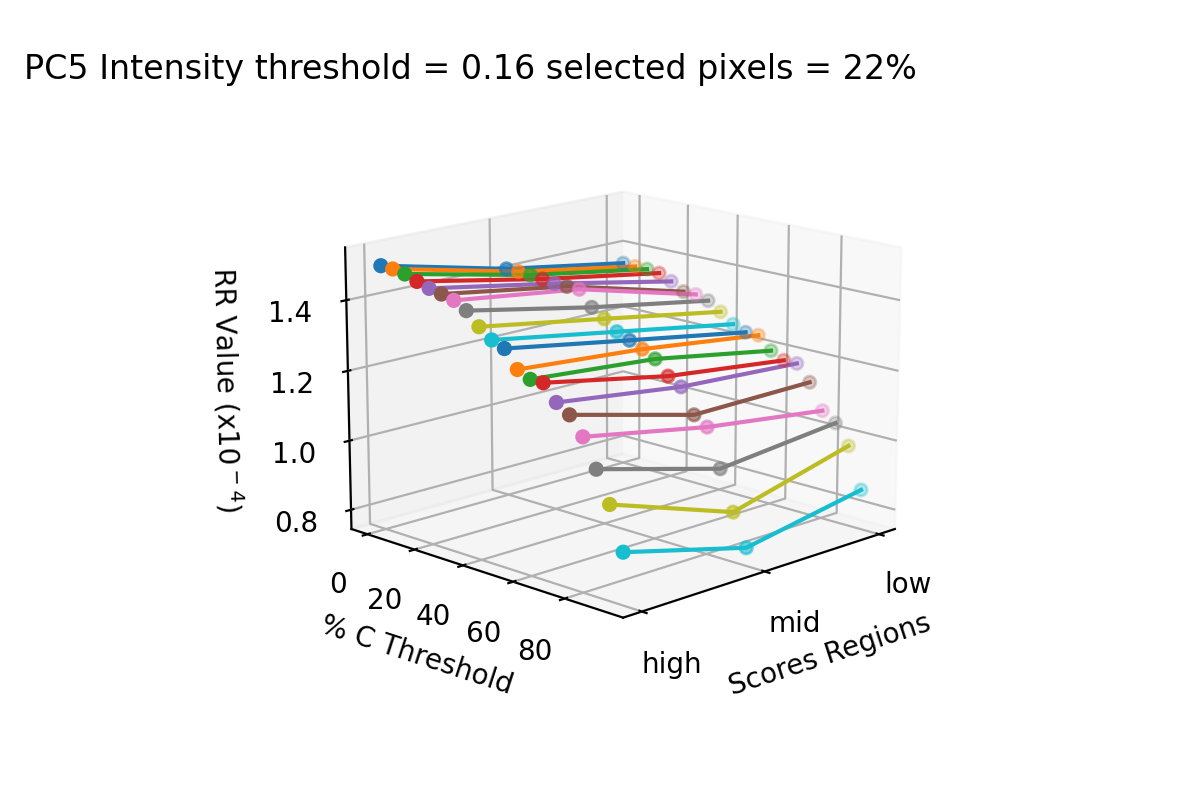 PC5 Intensity threshold = 0.16 selected pixels = 22%
RR Value (x10⁻⁴)
1.4
1.2
1.0
0.8
0
20
40
60
80
% C Threshold
high
mid
low
Scores Regions